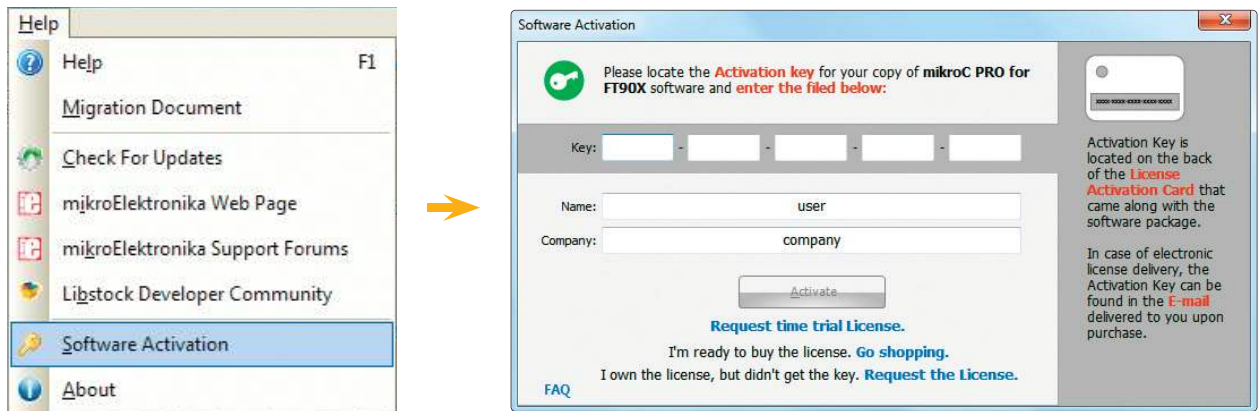 Help
Help F1
Migration Document
Check For Updates
mikroElektronika Web Page
mikroElektronika Support Forums
Libstock Developer Community
Software Activation
About
Software Activation
Please locate the Activation key for your copy of mikroC PRO for
FT90X software and enter the filed below:
Key: - - - -
Name: user
Company: company
Activate
Request time trial License.
I'm ready to buy the license. Go shopping.
I own the license, but didn't get the key. Request the License.
FAQ
xxxx-xxxx-xxxx-xxxx-xxxx
Activation Key is
located on the back
of the License
Activation Card that
came along with the
software package.
In case of electronic
license delivery, the
Activation Key can be
found in the E-mail
delivered to you upon
purchase.